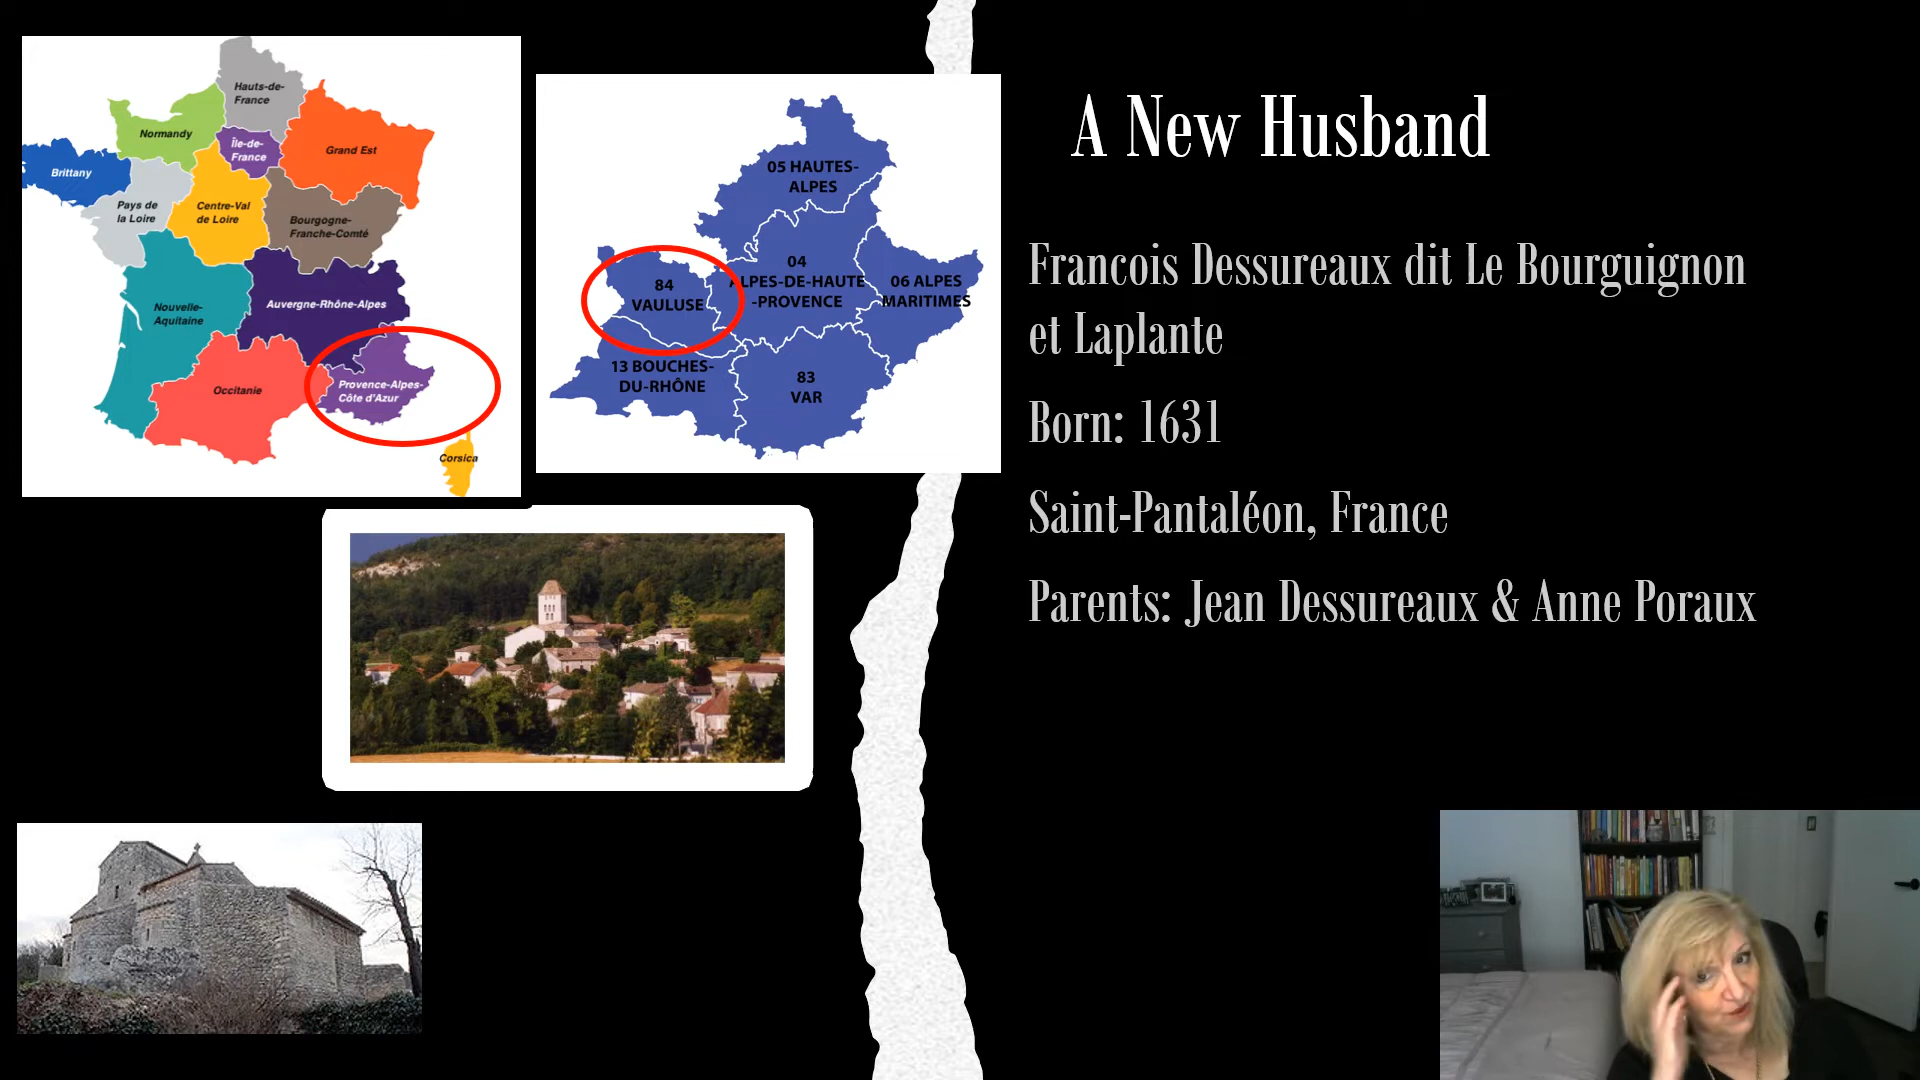 Hauts-de-
France
Normandy
Île-de-
France
Grand Est
Brittany
Pays de
la Loire
Centre-Val
de Loire
Bourgogne-
Franche-Comté
Nouvelle-
Aquitaine
Auvergne-Rhône-Alpes
Occitanie
Provence-Alpes-
Côte d'Azur
Corsica
05 HAUTES-
ALPES
84
VAULUSE
04
ALPES-DE-HAUTE
-PROVENCE
06 ALPES
MARITIMES
13 BOUCHES-
DU-RHÔNE
83
VAR
A New Husband
Francois Dessureaux dit Le Bourguignon
et Laplante
Born: 1631
Saint-Pantaléon, France
Parents: Jean Dessureaux & Anne Poraux